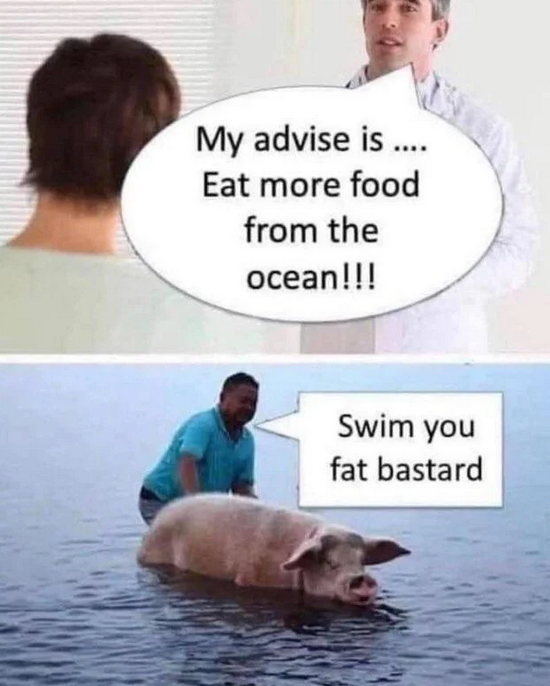 My advise is ....
Eat more food
from the
ocean!!!
Swim you
fat bastard